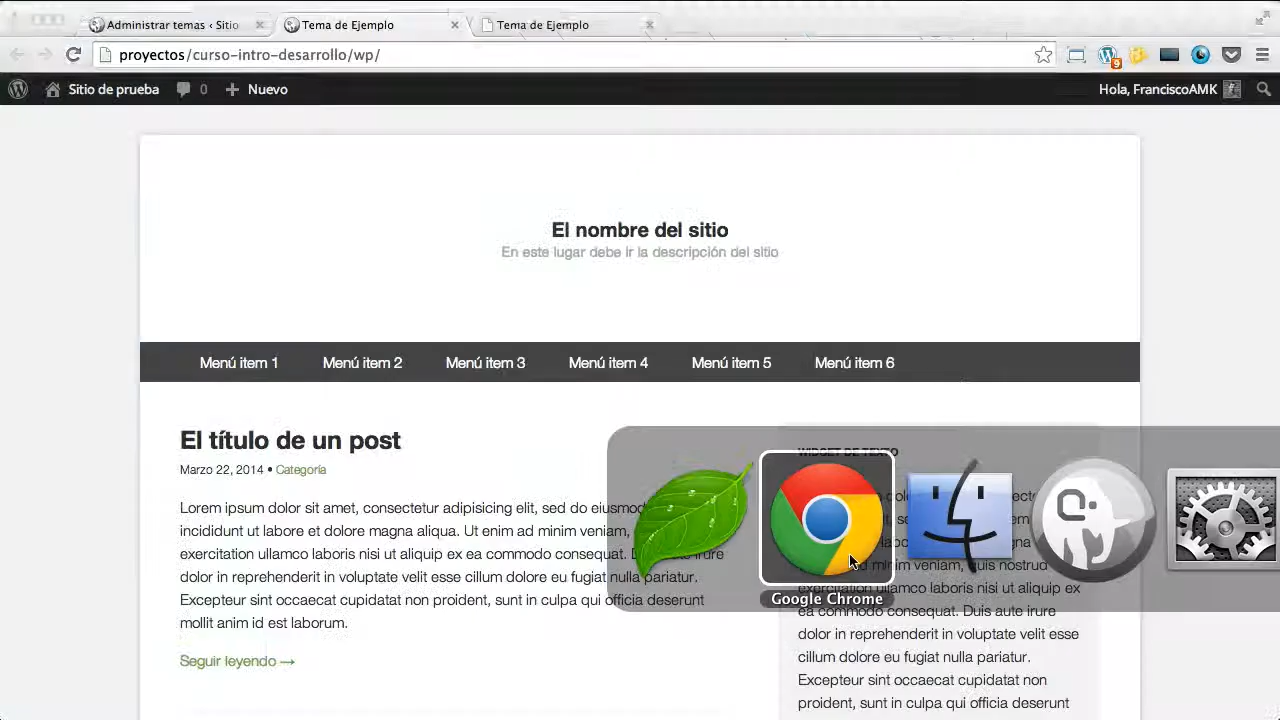 Administrar temas ‹ Sitio
Tema de Ejemplo
Tema de Ejemplo
proyectos/curso-intro-desarrollo/wp/
9
Sitio de prueba
0
Nuevo
Hola, FranciscoAMK
El nombre del sitio
En este lugar debe ir la descripción del sitio
Menú item 1
Menú item 2
Menú item 3
Menú item 4
Menú item 5
Menú item 6
El título de un post
Marzo 22, 2014 • Categoría
Lorem ipsum dolor sit amet, consectetur adipisicing elit, sed do eiusmod
incididunt ut labore et dolore magna aliqua. Ut enim ad minim veniam,
exercitation ullamco laboris nisi ut aliquip ex ea commodo consequat. Duis aute irure
dolor in reprehenderit in voluptate velit esse cillum dolore eu fugiat nulla pariatur.
Excepteur sint occaecat cupidatat non proident, sunt in culpa qui officia deserunt
mollit anim id est laborum.
Seguir leyendo →
WIDGET DE TEXTO
minim veniam, quis nostrud
exercitation ullamco laboris nisi ut aliquip ex
ea commodo consequat. Duis aute irure
dolor in reprehenderit in voluptate velit esse
cillum dolore eu fugiat nulla pariatur.
Excepteur sint occaecat cupidatat non
proident, sunt in culpa qui officia deserunt
Google Chrome